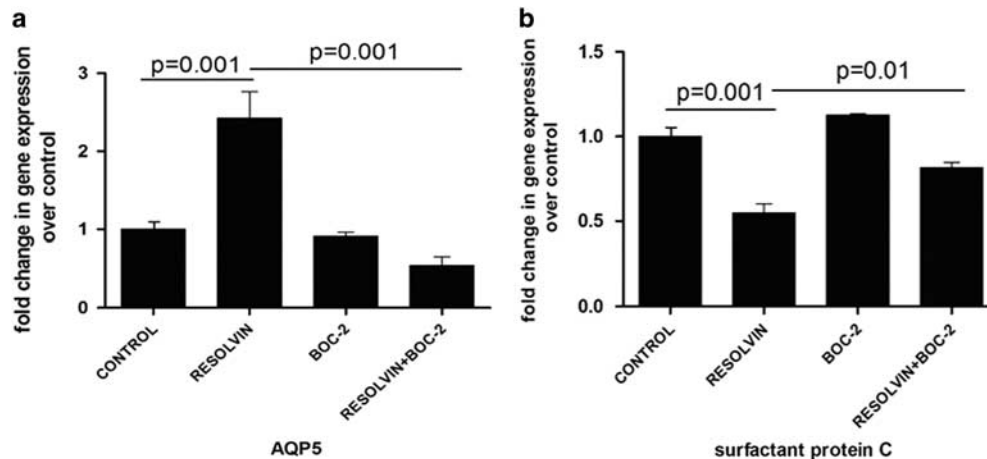 a
p=0.001
p=0.001
fold change in gene expression
over control
3
2
1
0
CONTROL
RESOLVIN
BOC-2
RESOLVIN+BOC-2
AQP5
b
p=0.001
p=0.01
fold change in gene expression
over control
1.5
1.0
0.5
0.0
CONTROL
RESOLVIN
BOC-2
RESOLVIN+BOC-2
surfactant protein C